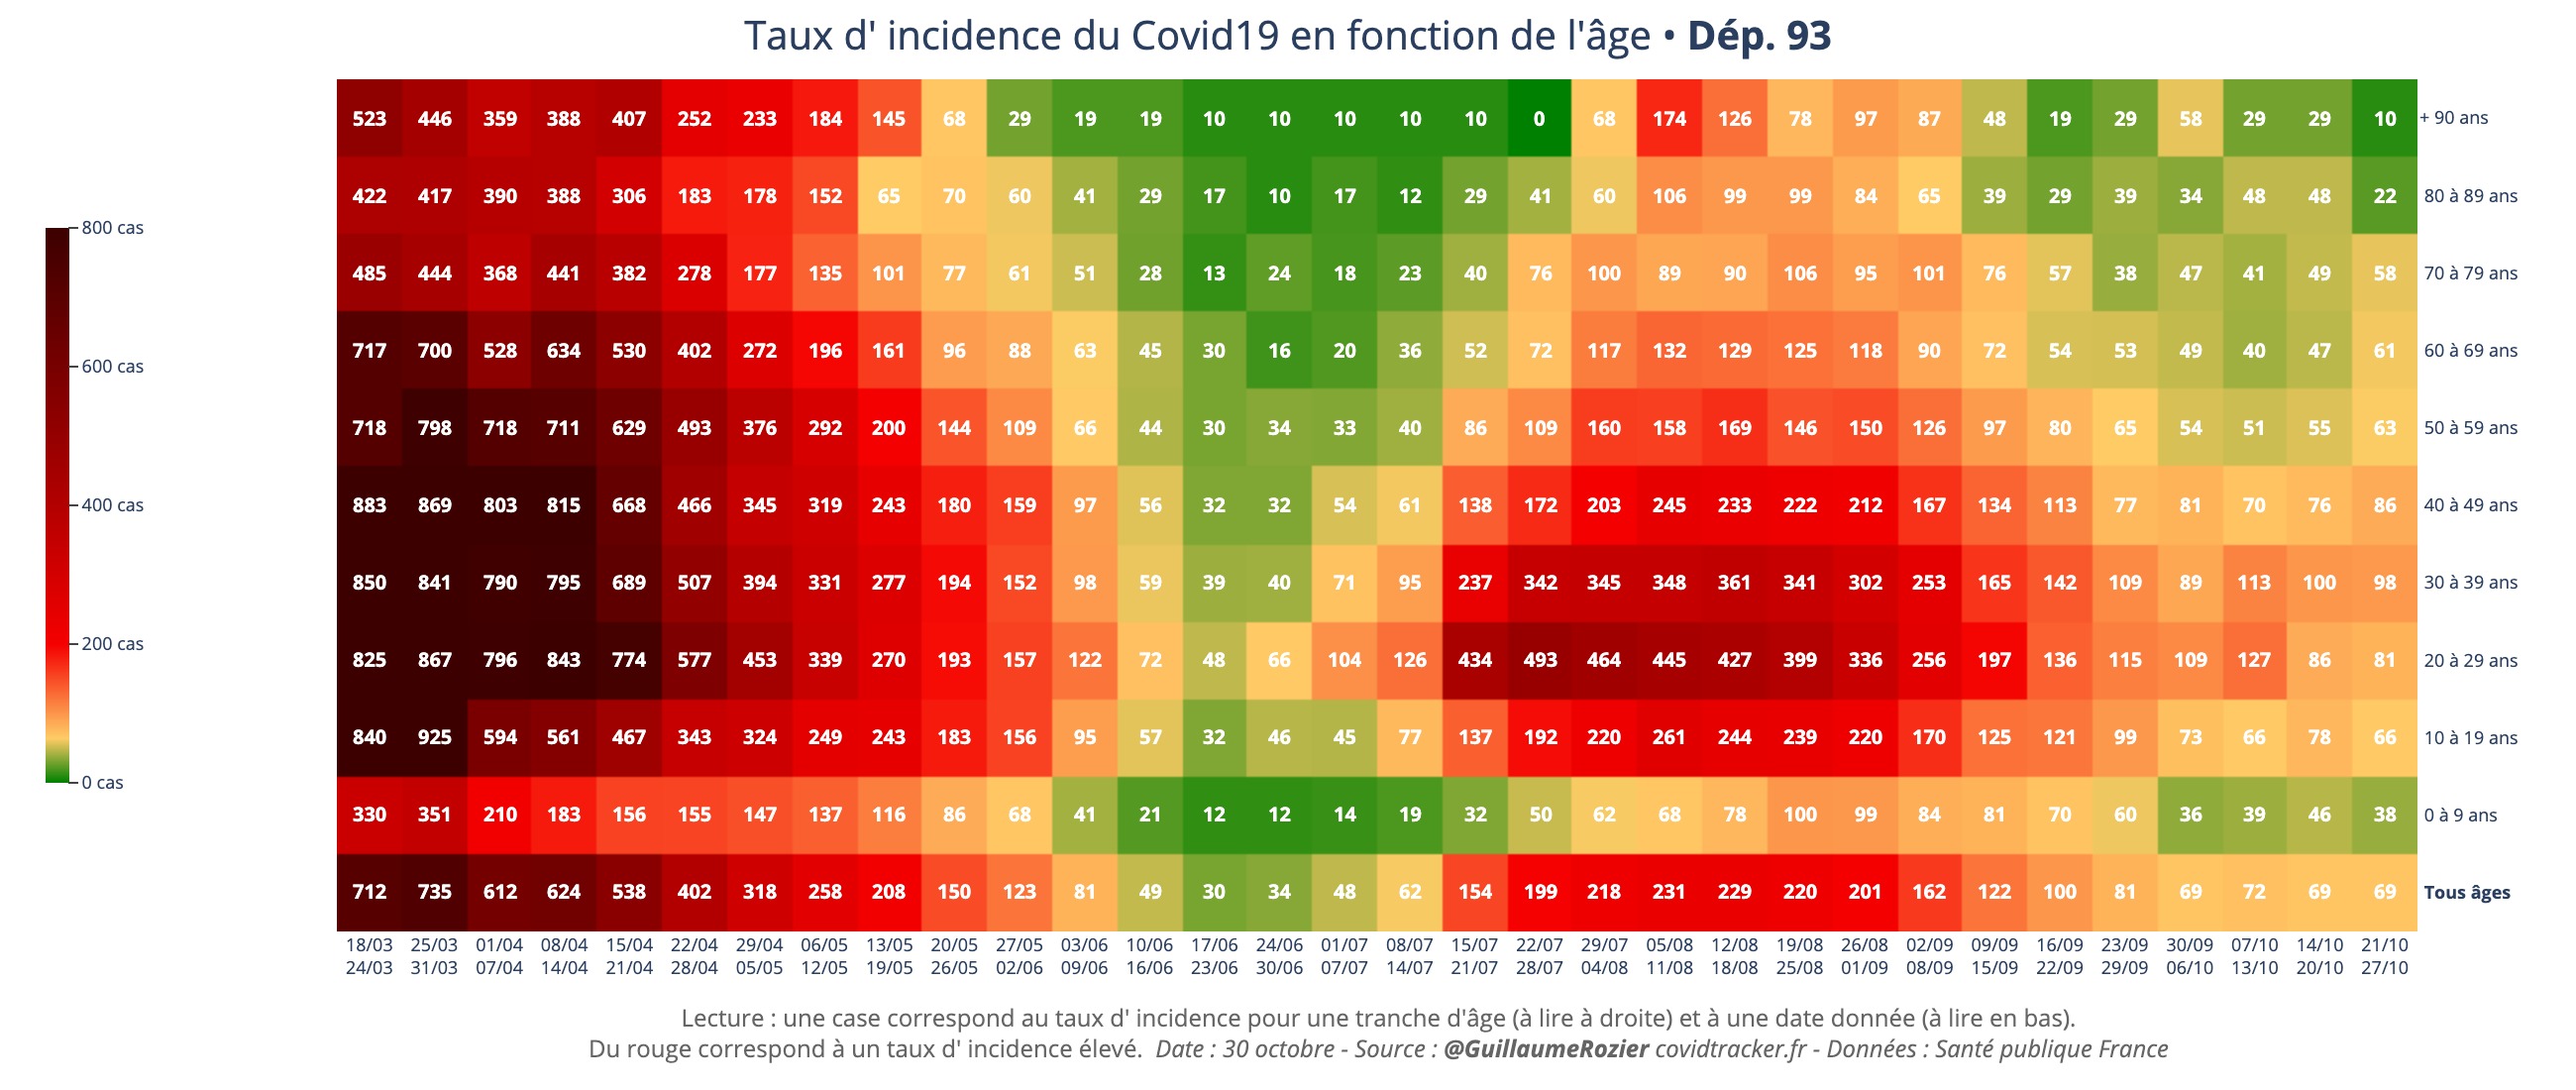 Taux d' incidence du Covid19 en fonction de l'âge • Dép. 93
800 cas
600 cas
400 cas
200 cas
0 cas
523 446 359 388 407 252 233 184 145 68 29 19 19 10 10 10 10 10 0 68 174 126 78 97 87 48 19 29 58 29 29 10 + 90 ans
422 417 390 388 306 183 178 152 65 70 60 41 29 17 10 17 12 29 41 60 106 99 99 84 65 39 29 39 34 48 48 22 80 à 89 ans
485 444 368 441 382 278 177 135 101 77 61 51 28 13 24 18 23 40 76 100 89 90 106 95 101 76 57 38 47 41 49 58 70 à 79 ans
717 700 528 634 530 402 272 196 161 96 88 63 45 30 16 20 36 52 72 117 132 129 125 118 90 72 54 53 49 40 47 61 60 à 69 ans
718 798 718 711 629 493 376 292 200 144 109 66 44 30 34 33 40 86 109 160 158 169 146 150 126 97 80 65 54 51 55 63 50 à 59 ans
883 869 803 815 668 466 345 319 243 180 159 97 56 32 32 54 61 138 172 203 245 233 222 212 167 134 113 77 81 70 76 86 40 à 49 ans
850 841 790 795 689 507 394 331 277 194 152 98 59 39 40 71 95 237 342 345 348 361 341 302 253 165 142 109 89 113 100 98 30 à 39 ans
825 867 796 843 774 577 453 339 270 193 157 122 72 48 66 104 126 434 493 464 445 427 399 336 256 197 136 115 109 127 86 81 20 à 29 ans
840 925 594 561 467 343 324 249 243 183 156 95 57 32 46 45 77 137 192 220 261 244 239 220 170 125 121 99 73 66 78 66 10 à 19 ans
330 351 210 183 156 155 147 137 116 86 68 41 21 12 12 14 19 32 50 62 68 78 100 99 84 81 70 60 36 39 46 38 0 à 9 ans
712 735 612 624 538 402 318 258 208 150 123 81 49 30 34 48 62 154 199 218 231 229 220 201 162 122 100 81 69 72 69 69 Tous âges
18/03 25/03 01/04 08/04 15/04 22/04 29/04 06/05 13/05 20/05 27/05 03/06 10/06 17/06 24/06 01/07 08/07 15/07 22/07 29/07 05/08 12/08 19/08 26/08 02/09 09/09 16/09 23/09 30/09 07/10 14/10 21/10
24/03 31/03 07/04 14/04 21/04 28/04 05/05 12/05 19/05 26/05 02/06 09/06 16/06 23/06 30/06 07/07 14/07 21/07 28/07 04/08 11/08 18/08 25/08 01/09 08/09 15/09 22/09 29/09 06/10 13/10 20/10 27/10
Lecture : une case correspond au taux d' incidence pour une tranche d'âge (à lire à droite) et à une date donnée (à lire en bas).
Du rouge correspond à un taux d' incidence élevé. Date : 30 octobre - Source : @GuillaumeRozier covidtracker.fr - Données : Santé publique France